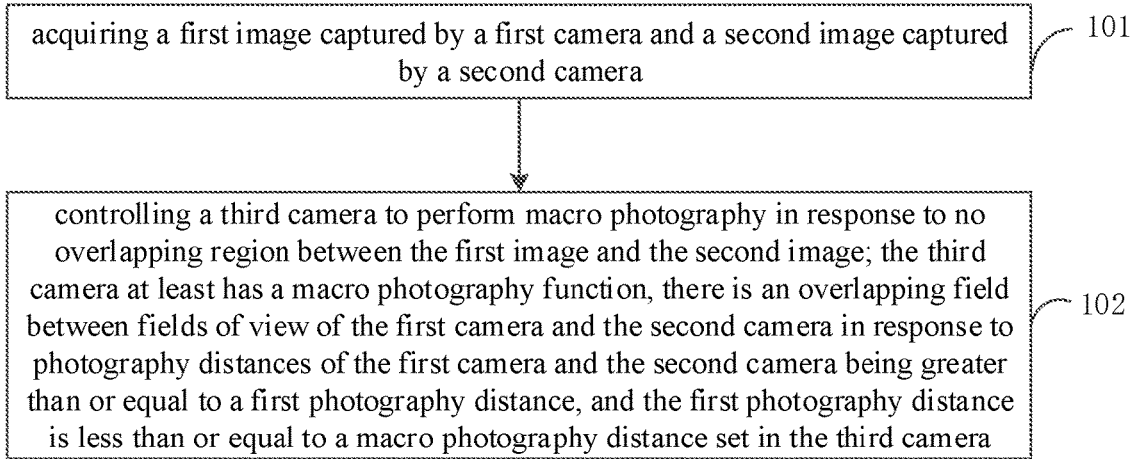 acquiring a first image captured by a first camera and a second image captured
by a second camera
101
controlling a third camera to perform macro photography in response to no
overlapping region between the first image and the second image; the third
camera at least has a macro photography function, there is an overlapping field
between fields of view of the first camera and the second camera in response to
photography distances of the first camera and the second camera being greater
than or equal to a first photography distance, and the first photography distance
is less than or equal to a macro photography distance set in the third camera
102